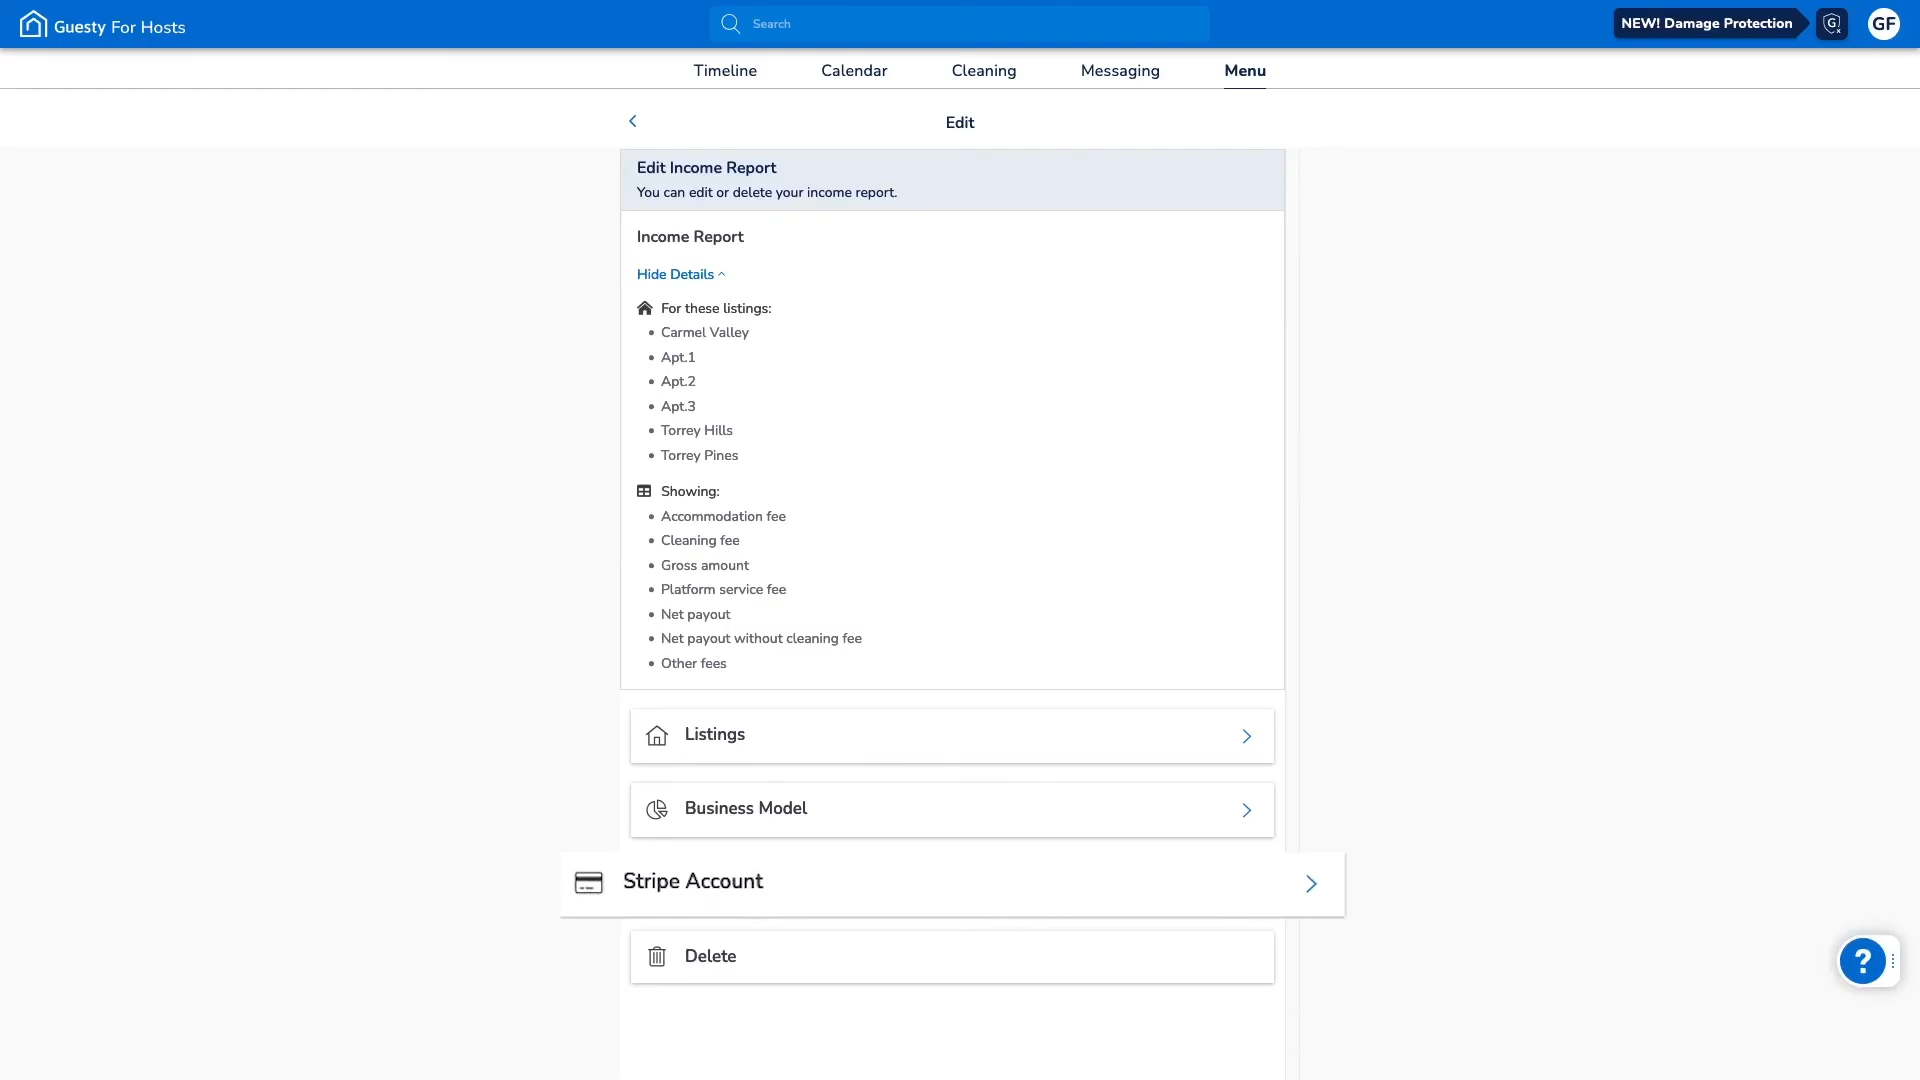 Guesty For Hosts
Search
NEW! Damage Protection
G
GF
Timeline
Calendar
Cleaning
Messaging
Menu
Edit
Edit Income Report
You can edit or delete your income report.
Income Report
Hide Details
For these listings:
• Carmel Valley
• Apt.1
• Apt.2
• Apt.3
• Torrey Hills
• Torrey Pines
Showing:
• Accommodation fee
• Cleaning fee
• Gross amount
• Platform service fee
• Net payout
• Net payout without cleaning fee
• Other fees
Listings
Business Model
Stripe Account
Delete
?